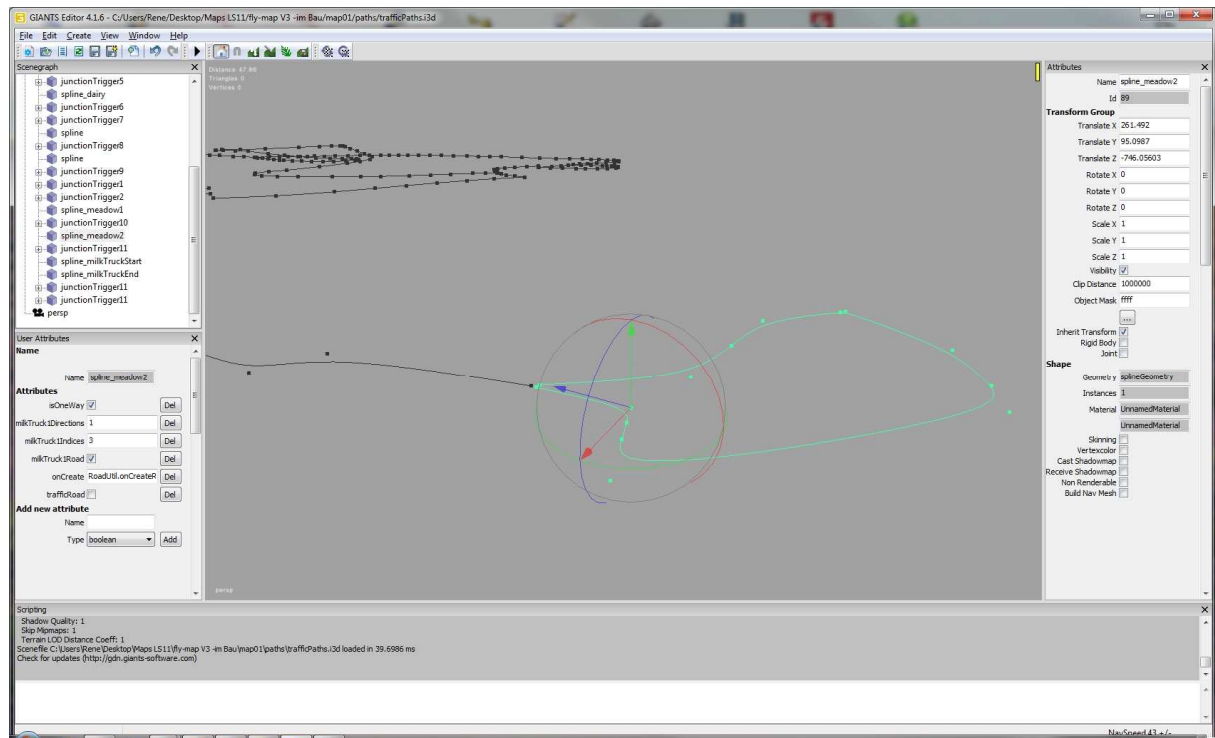 GIANTS Editor 4.1.6 - C:/Users/Rene/Desktop/Maps LS11/fly-map V3 -im Bau/map01/paths/trafficPaths.i3d
File Edit Create View Window Help
Scenegraph
junctionTrigger5
spline_dairy
junctionTrigger6
junctionTrigger7
spline
junctionTrigger8
spline
junctionTrigger9
junctionTrigger1
junctionTrigger2
spline_meadow1
junctionTrigger10
spline_meadow2
junctionTrigger11
spline_milkTruckStart
spline_milkTruckEnd
junctionTrigger11
junctionTrigger11
persp
User Attributes
Name
Name spline_meadow2
Attributes
isOneWay Del
milkTruck1Directions 1 Del
milkTruck1Indices 3 Del
milkTruck1Road Del
onCreate RoadUtil.onCreateR Del
trafficRoad Del
Add new attribute
Name
Type boolean Add
Distance 47.86
Triangles 0
Vertices 0
persp
Attributes
Name spline_meadow2
Id 89
Transform Group
Translate X 261.492
Translate Y 95.0987
Translate Z -746.05603
Rotate X 0
Rotate Y 0
Rotate Z 0
Scale X 1
Scale Y 1
Scale Z 1
Visibility
Clip Distance 1000000
Object Mask ffff
...
Inherit Transform
Rigid Body
Joint
Shape
Geometry splineGeometry
Instances 1
Material UnnamedMaterial
UnnamedMaterial
Skinning
Vertexcolor
Cast Shadowmap
Receive Shadowmap
Non Renderable
Build Nav Mesh
Scripting
Shadow Quality: 1
Skip Mipmaps: 1
Terrain LOD Distance Coeff: 1
Scenefile C:\Users\Rene\Desktop\Maps LS11\fly-map V3 -im Bau\map01\paths\trafficPaths.i3d loaded in 39.6986 ms
Check for updates (http://gdn.giants-software.com)
NavSpeed 43 +/-